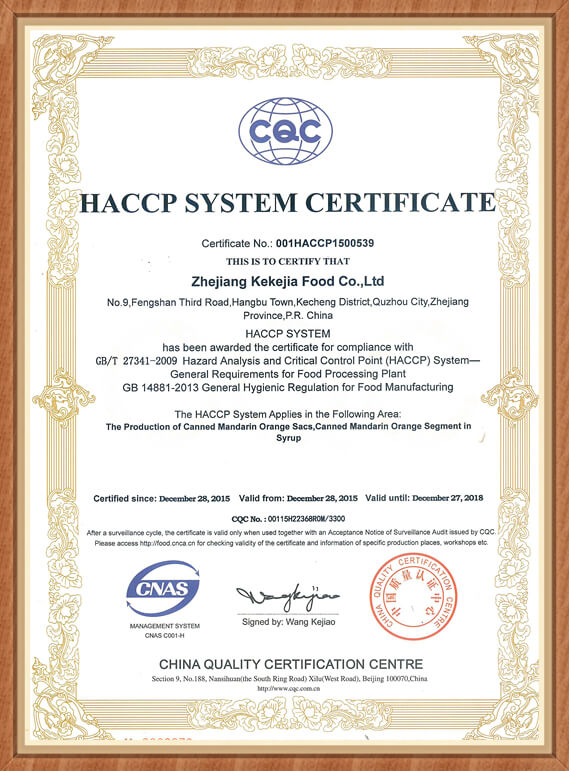 CQC
HACCP SYSTEM CERTIFICATE
Certificate No.: 001HACCP1500539
THIS IS TO CERTIFY THAT
Zhejiang Kekejia Food Co.,Ltd
No.9,Fengshan Third Road,Hangbu Town,Kecheng District,Quzhou City,Zhejiang
Province,P.R. China
HACCP SYSTEM
has been awarded the certificate for compliance with
GB/T 27341-2009 Hazard Analysis and Critical Control Point (HACCP) System—
General Requirements for Food Processing Plant
GB 14881-2013 General Hygienic Regulation for Food Manufacturing
The HACCP System Applies in the Following Area:
The Production of Canned Mandarin Orange Sacs,Canned Mandarin Orange Segment in
Syrup
Certified since: December 28, 2015 Valid from: December 28, 2015 Valid until: December 27, 2018
CQC No. : 00115H22368R0M/3300
After a surveillance cycle, the certificate is valid only when used together with an Acceptance Notice of Surveillance Audit issued by CQC.
Please access http://food.cnca.cn for checking validity of the certificate and information of specific production places, workshops etc.
CNAS
MANAGEMENT SYSTEM
CNAS C001-H
Wangkejiao
Signed by: Wang Kejiao
CHINA QUALITY CERTIFICATION CENTRE
中国质量认证中心
CHINA QUALITY CERTIFICATION CENTRE
Section 9, No.188, Nansihuan(the South Ring Road) Xilu(West Road), Beijing 100070,China
http://www.cqc.com.cn